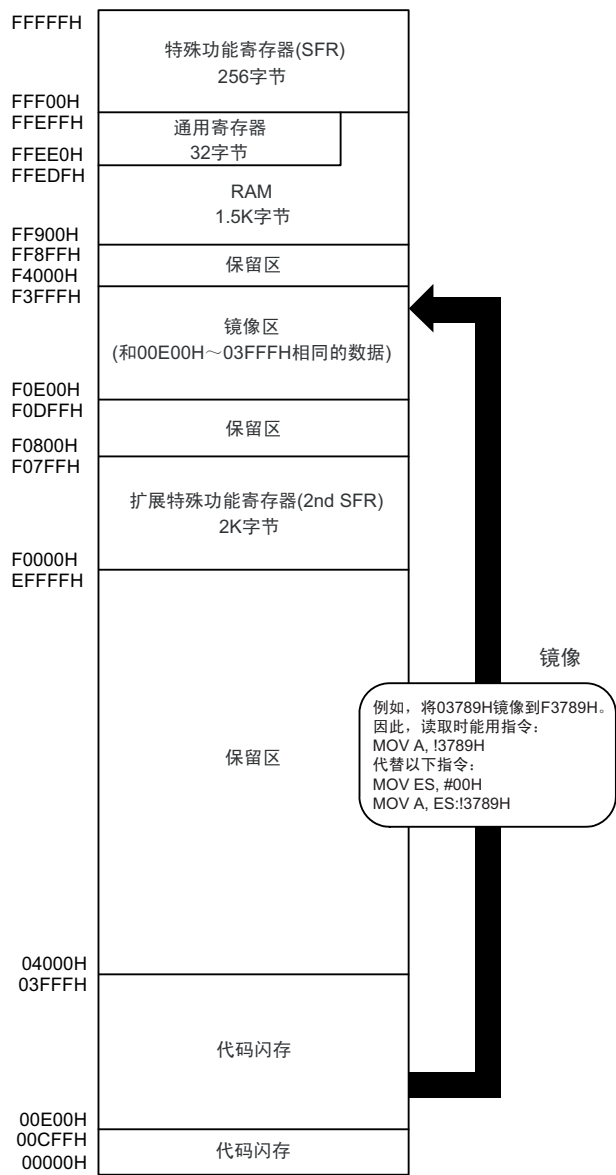 FFFFFH
特殊功能寄存器(SFR)
256字节
FFF00H
FFEFFH
通用寄存器
32字节
FFEE0H
FFEDFH
RAM
1.5K字节
FF900H
FF8FFH
保留区
F4000H
F3FFFH
镜像区
(和00E00H～03FFFH相同的数据)
F0E00H
F0DFFH
保留区
F0800H
F07FFH
扩展特殊功能寄存器(2nd SFR)
2K字节
F0000H
EFFFFH
镜像
例如，将03789H镜像到F3789H。
因此，读取时能用指令：
MOV A, !3789H
代替以下指令：
MOV ES, #00H
MOV A, ES:!3789H
保留区
04000H
03FFFH
代码闪存
00E00H
00CFFH
代码闪存
00000H